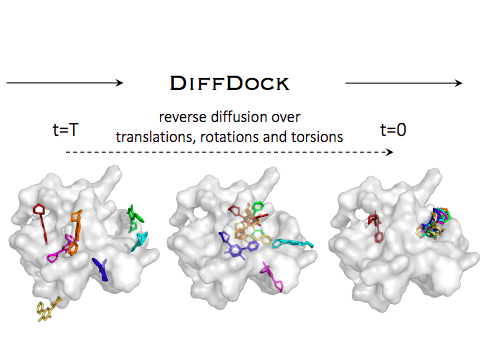 DIFFDOCK
reverse diffusion over
t=T
translations, rotations and torsions
t=0